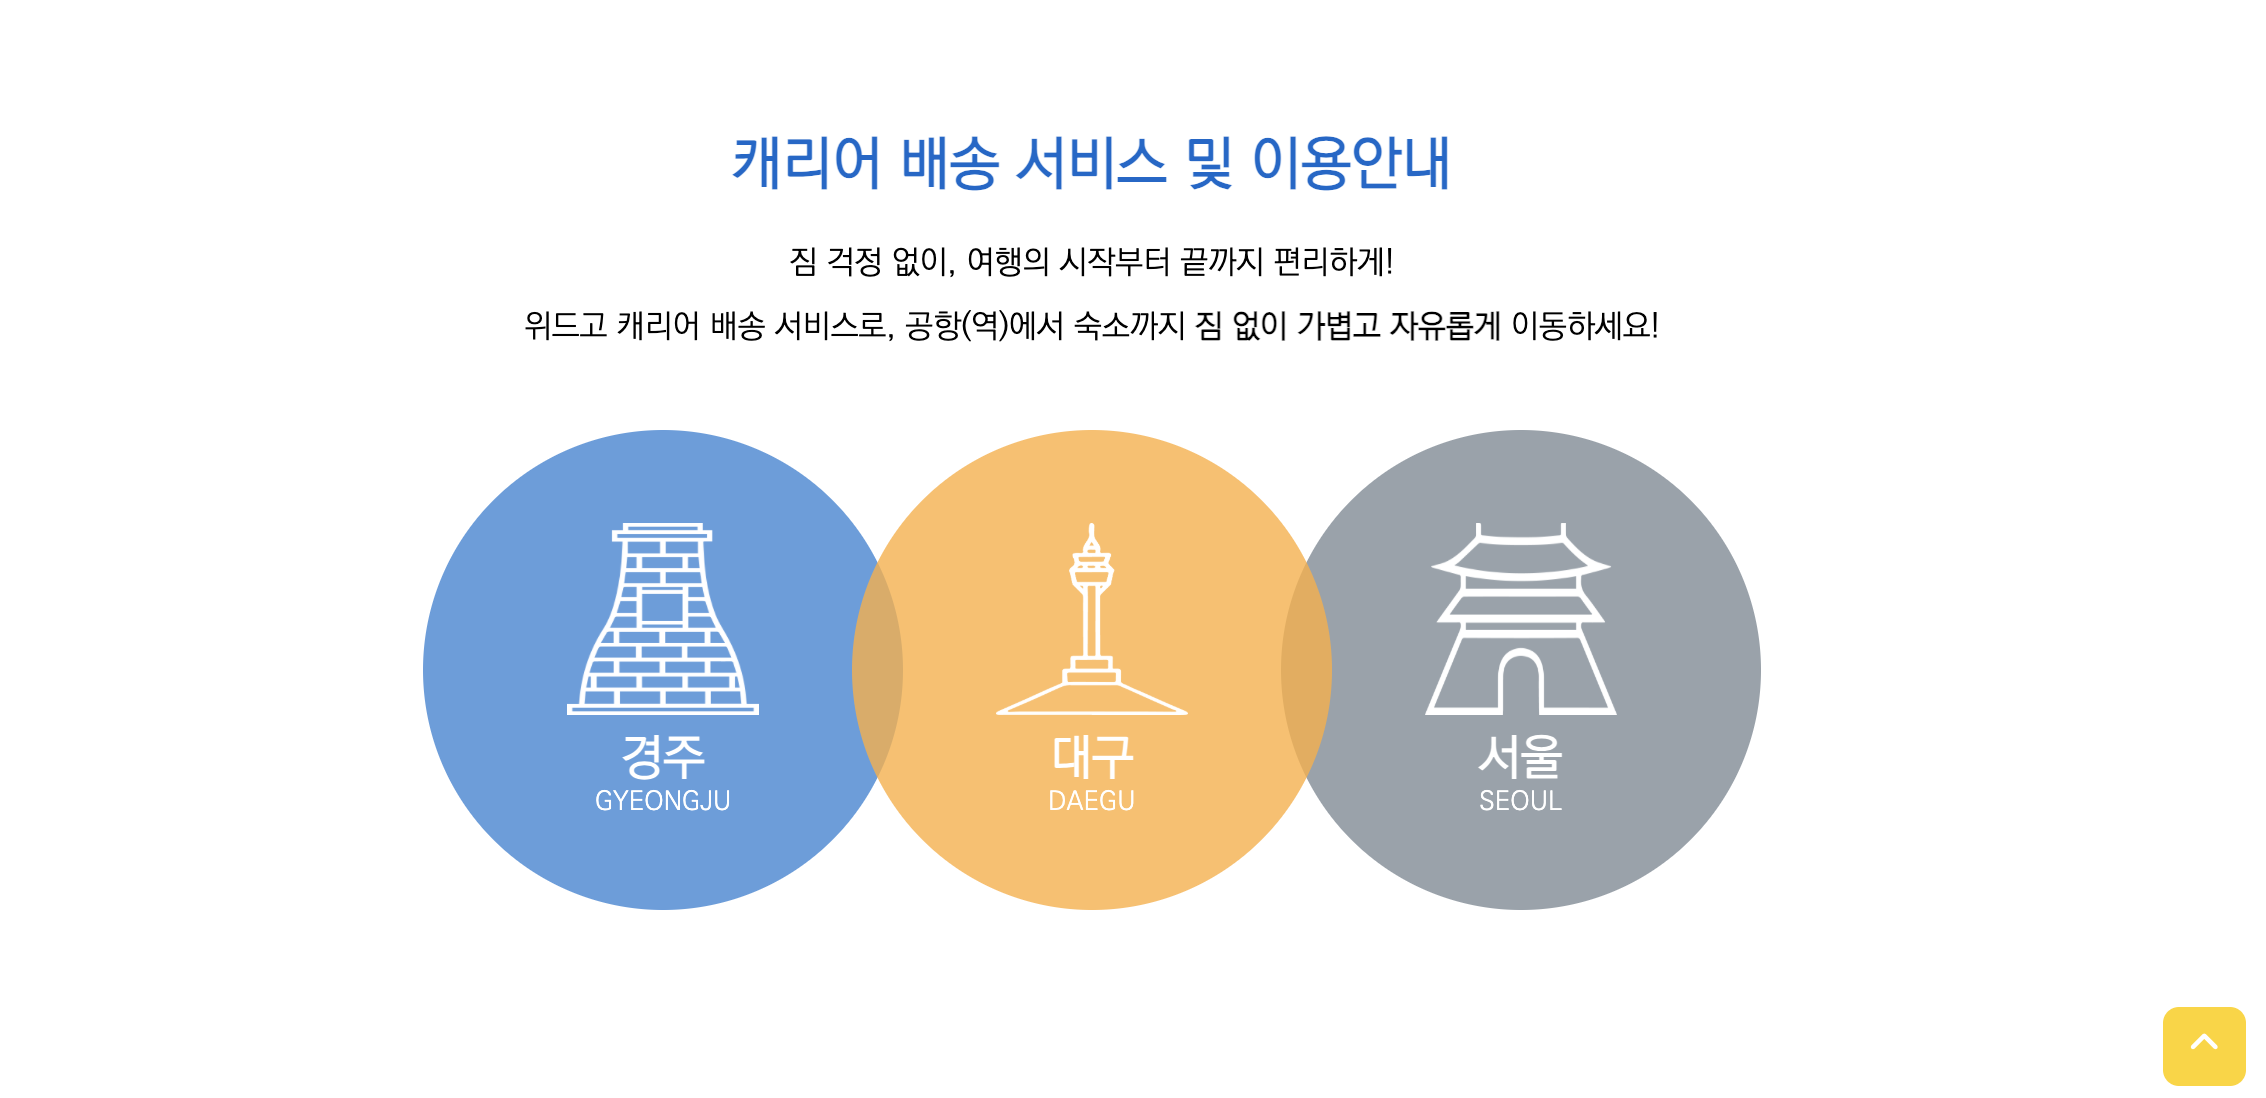 캐리어 배송 서비스 및 이용안내
짐 걱정 없이, 여행의 시작부터 끝까지 편리하게!
위드고 캐리어 배송 서비스로, 공항(역)에서 숙소까지 짐 없이 가볍고 자유롭게 이동하세요!
경주
GYEONGJU
대구
DAEGU
서울
SEOUL